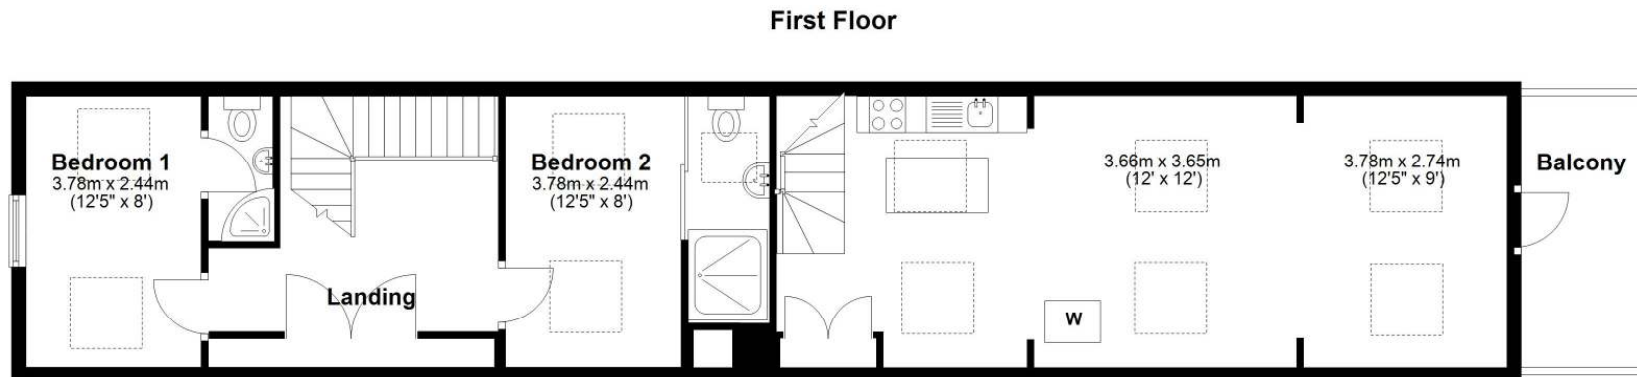 First Floor
Bedroom 1
3.78m x 2.44m
(12'5" x 8')
Landing
Bedroom 2
3.78m x 2.44m
(12'5" x 8')
3.66m x 3.65m
(12' x 12')
W
3.78m x 2.74m
(12'5" x 9')
Balcony